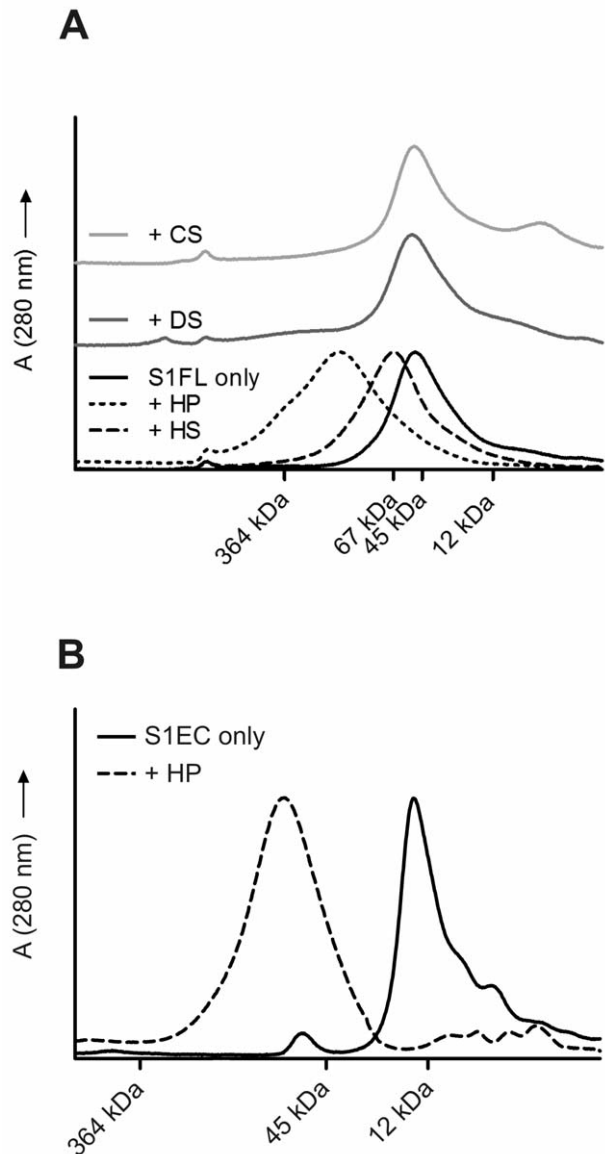 A
A (280 nm) →
+ CS
+ DS
S1FL only
+ HP
+ HS
364 kDa
67 kDa
45 kDa
12 kDa
B
A (280 nm) →
S1EC only
+ HP
364 kDa
45 kDa
12 kDa